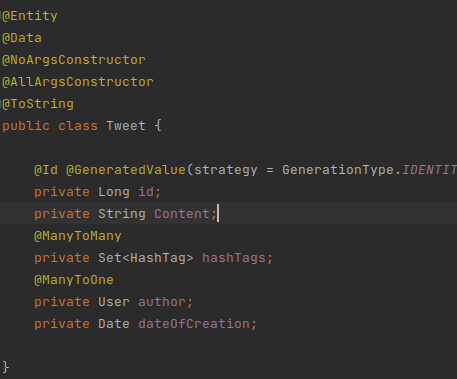 @Entity
@Data
@NoArgsConstructor
@AllArgsConstructor
@ToString
public class Tweet {
@Id @GeneratedValue(strategy = GenerationType.IDENTIT
private Long id;
private String Content;
@ManyToMany
private Set<HashTag> hashTags;
@ManyToOne
private User author;
private Date dateOfCreation;
}